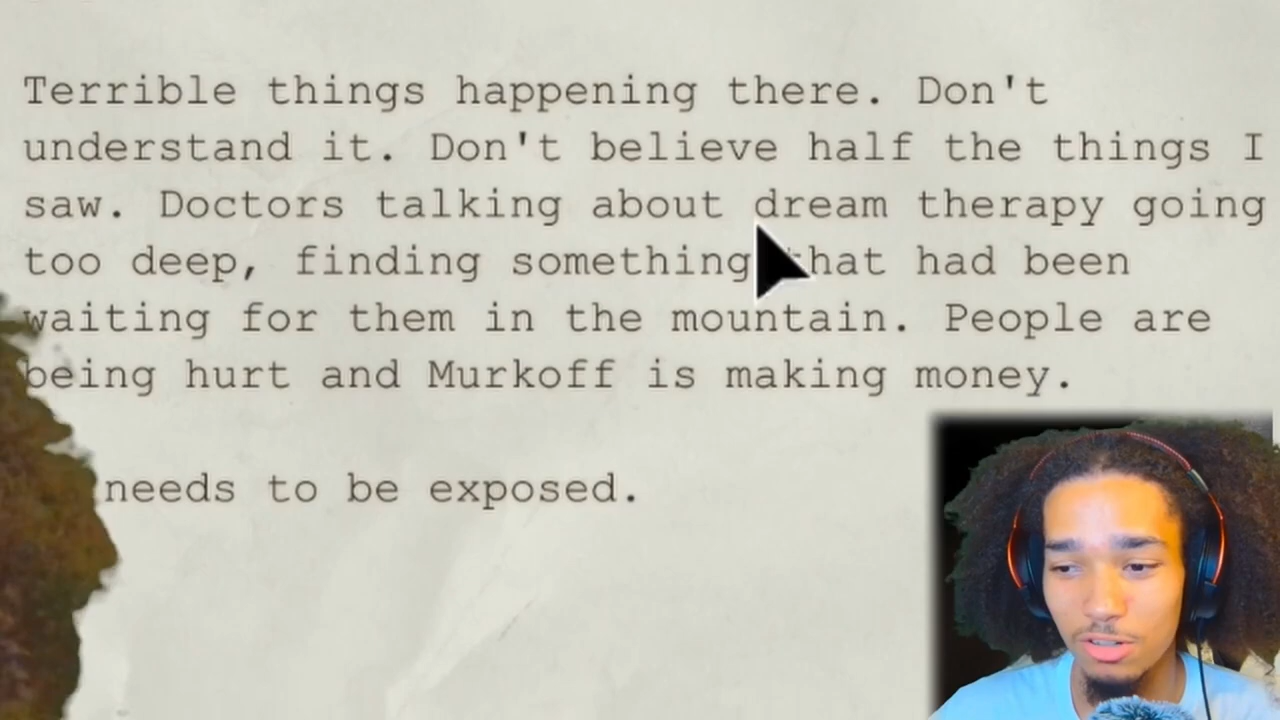 Terrible things happening there. Don't
understand it. Don't believe half the things I
saw. Doctors talking about dream therapy going
too deep, finding something that had been
waiting for them in the mountain. People are
being hurt and Murkoff is making money.
needs to be exposed.